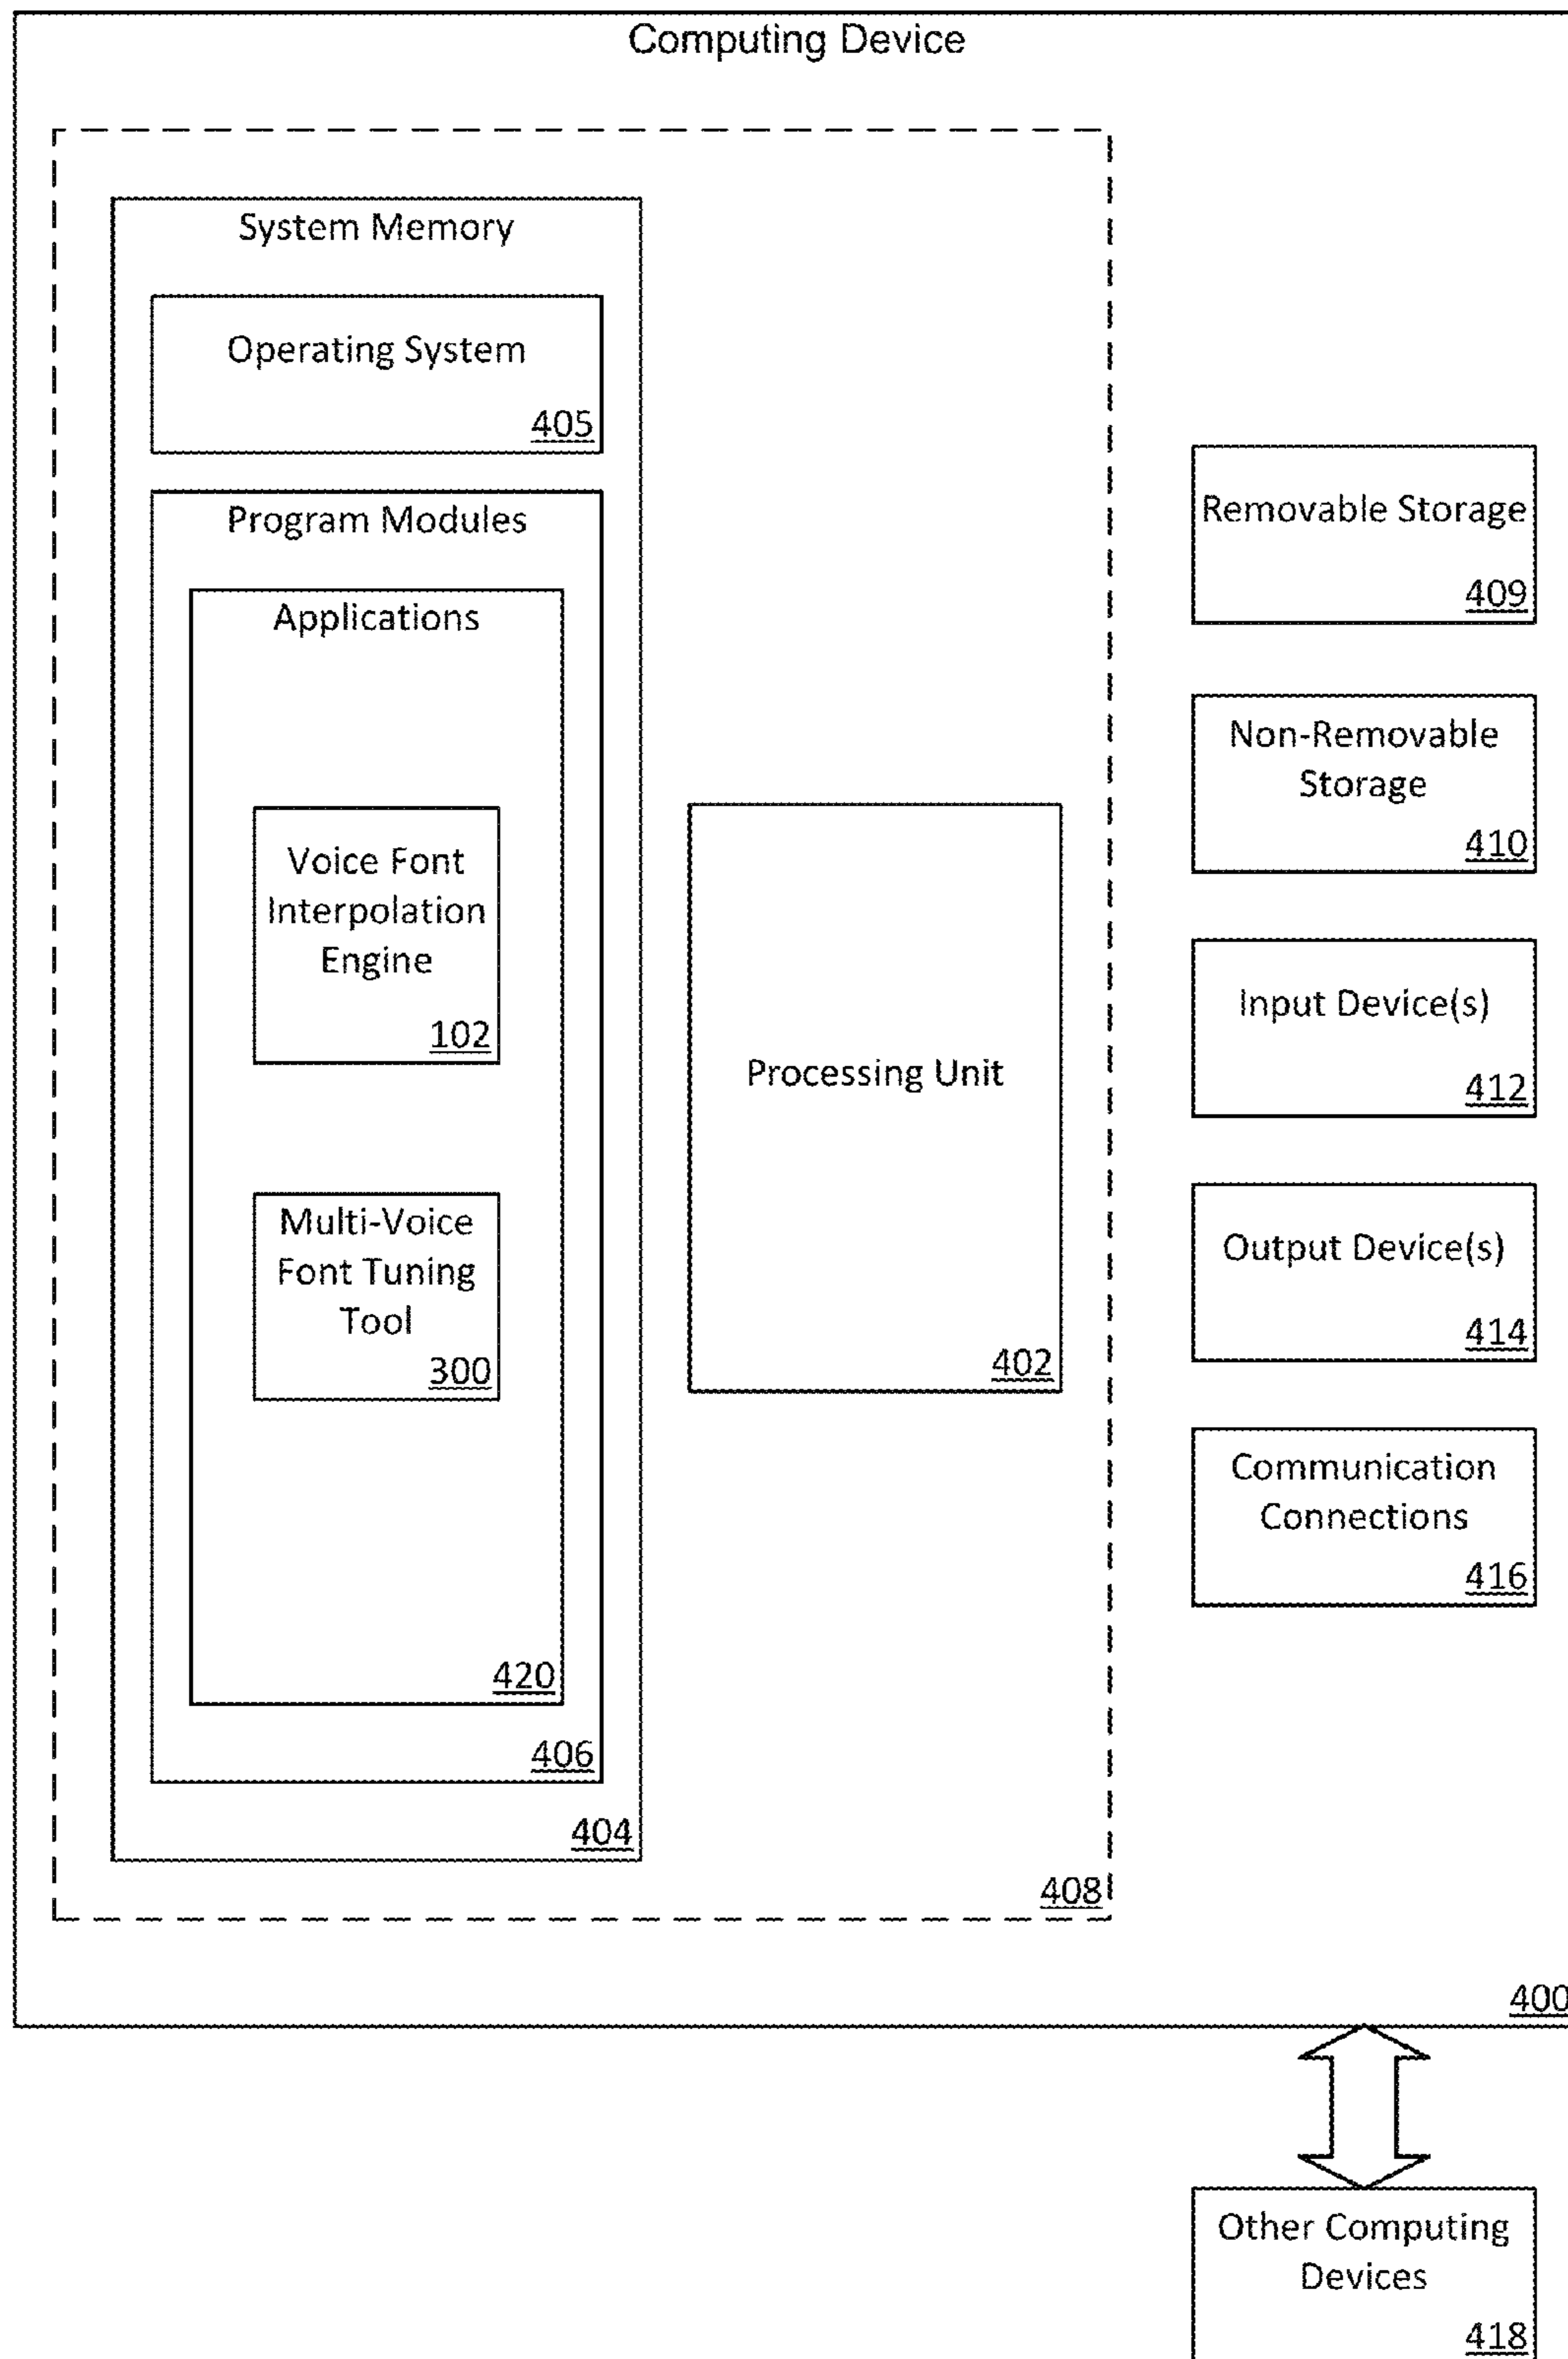 Computing Device
System Memory
Operating System
405
Program Modules
Applications
Voice Font
Interpolation
Engine
102
Multi-Voice
Font Tuning
Tool
300
420
406
404
Processing Unit
402
408
Removable Storage
409
Non-Removable
Storage
410
Input Device(s)
412
Output Device(s)
414
Communication
Connections
416
400
Other Computing
Devices
418